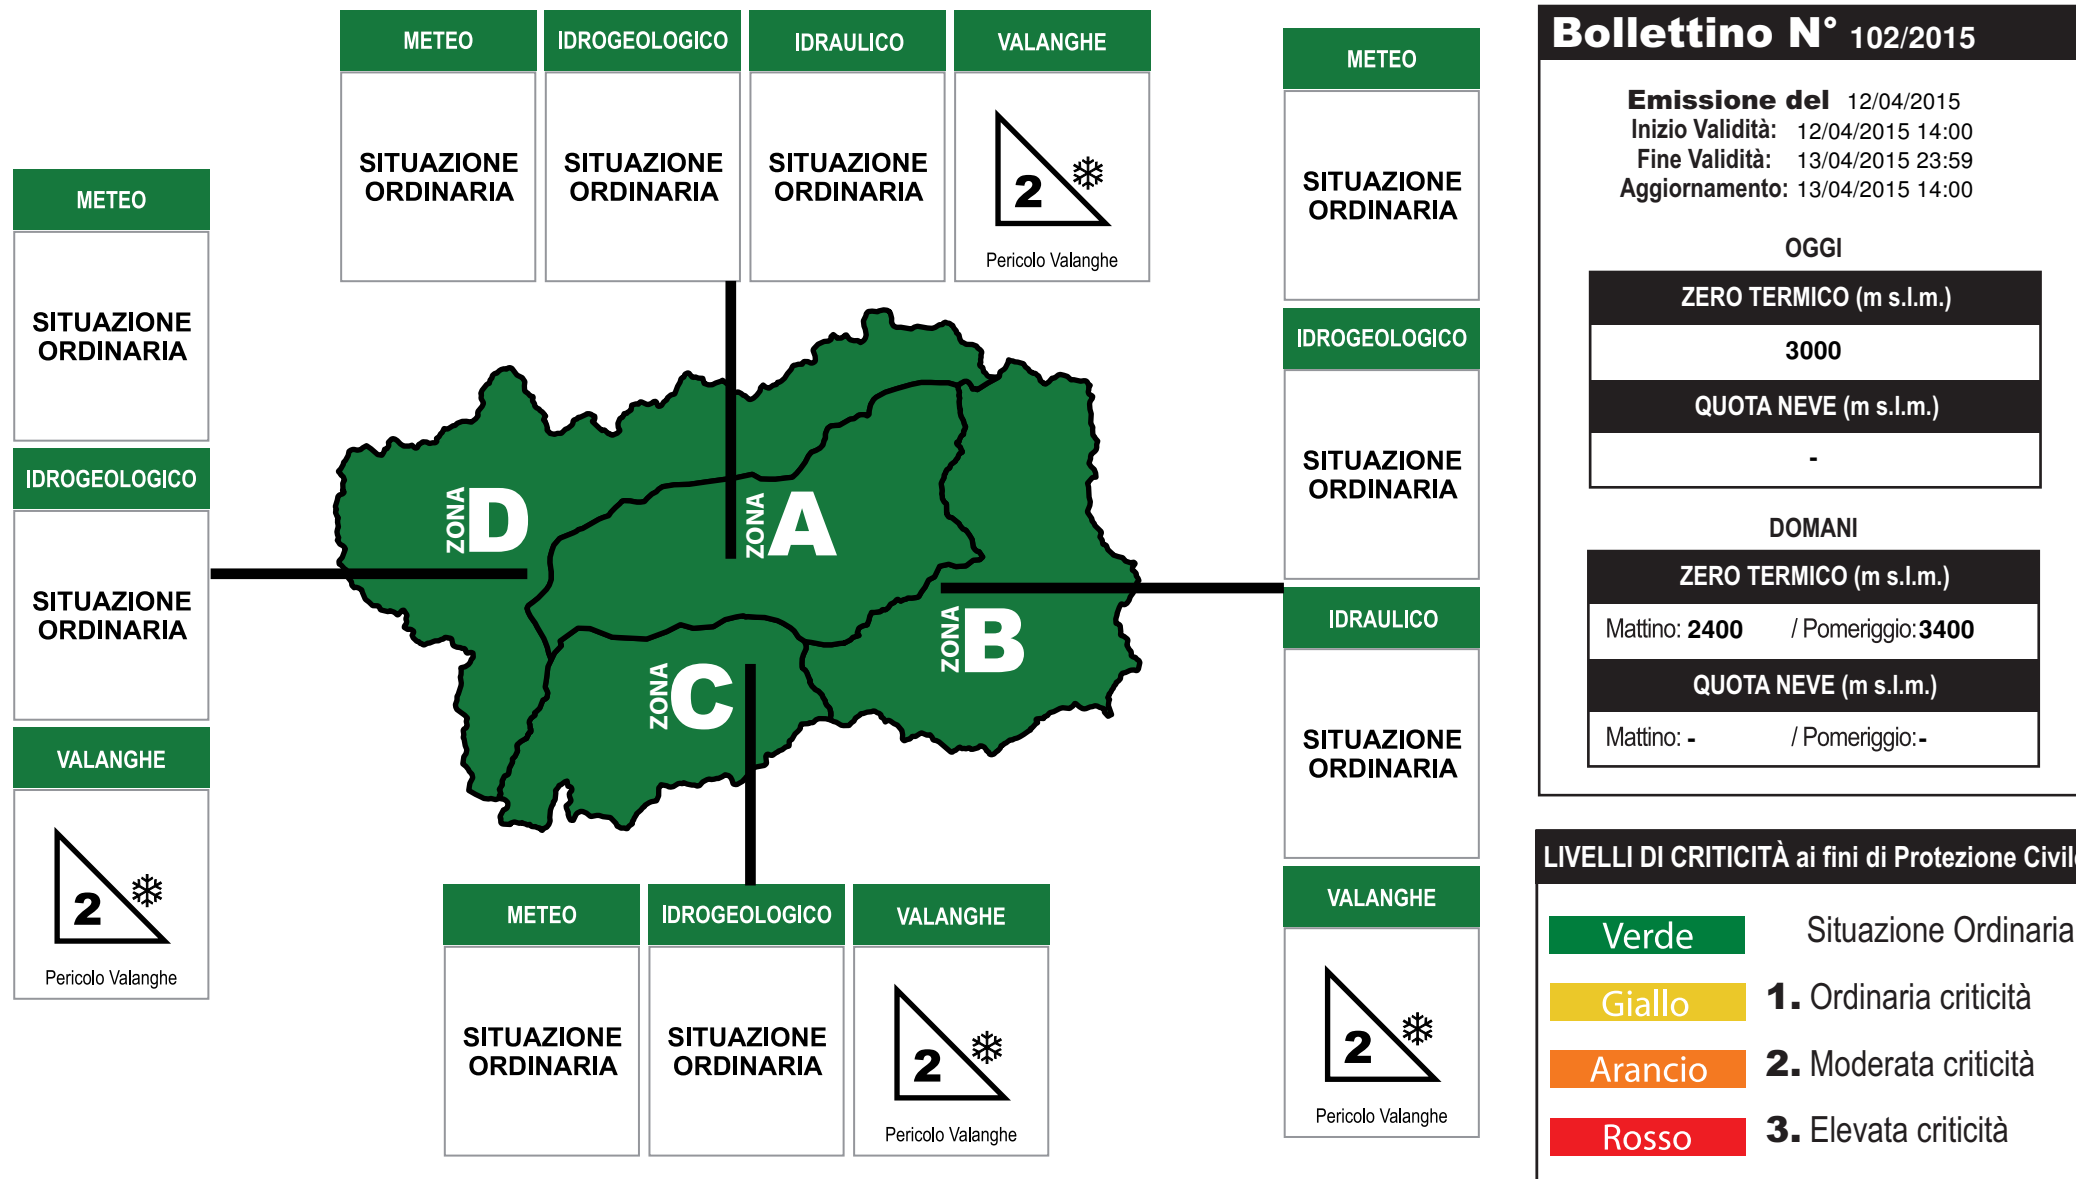 METEO
IDROGEOLOGICO
IDRAULICO
VALANGHE
SITUAZIONE
ORDINARIA
SITUAZIONE
ORDINARIA
SITUAZIONE
ORDINARIA
2
Pericolo Valanghe
METEO
SITUAZIONE
ORDINARIA
IDROGEOLOGICO
SITUAZIONE
ORDINARIA
VALANGHE
2
Pericolo Valanghe
ZONA D
ZONA A
ZONA B
ZONA C
METEO
IDROGEOLOGICO
VALANGHE
SITUAZIONE
ORDINARIA
SITUAZIONE
ORDINARIA
2
Pericolo Valanghe
METEO
SITUAZIONE
ORDINARIA
IDROGEOLOGICO
SITUAZIONE
ORDINARIA
IDRAULICO
SITUAZIONE
ORDINARIA
VALANGHE
2
Pericolo Valanghe
Bollettino N° 102/2015
Emissione del 12/04/2015
Inizio Validità: 12/04/2015 14:00
Fine Validità: 13/04/2015 23:59
Aggiornamento: 13/04/2015 14:00
OGGI
ZERO TERMICO (m s.l.m.)
3000
QUOTA NEVE (m s.l.m.)
-
DOMANI
ZERO TERMICO (m s.l.m.)
Mattino: 2400 / Pomeriggio: 3400
QUOTA NEVE (m s.l.m.)
Mattino: - / Pomeriggio: -
LIVELLI DI CRITICITÀ ai fini di Protezione Civile
Verde Situazione Ordinaria
Giallo 1. Ordinaria criticità
Arancio 2. Moderata criticità
Rosso 3. Elevata criticità